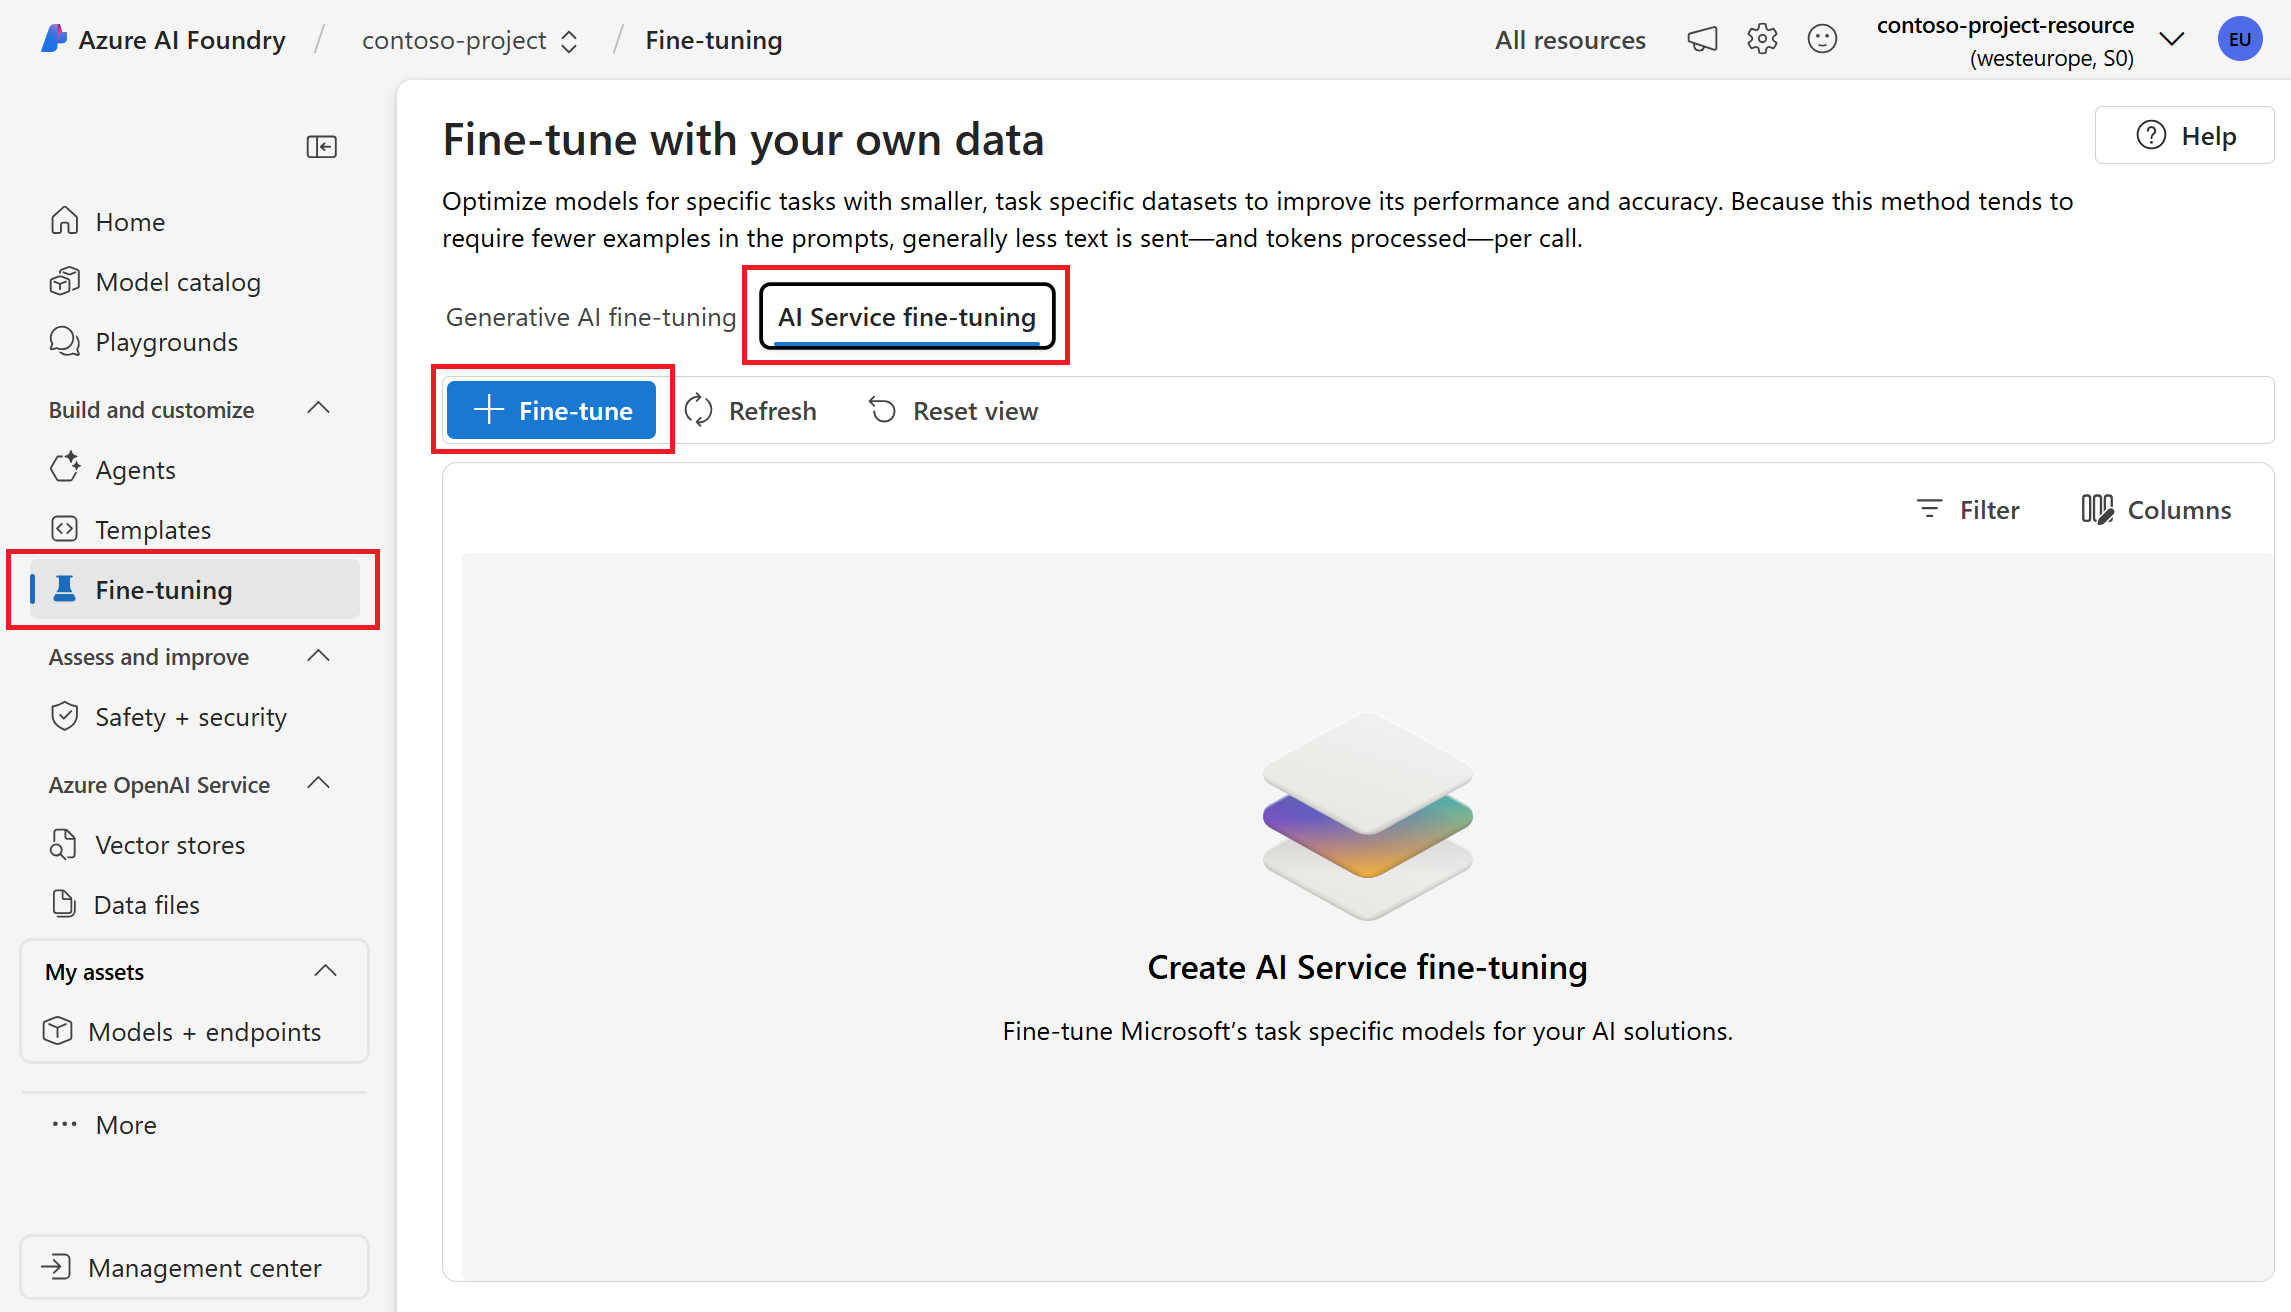 Azure AI Foundry / contoso-project / Fine-tuning
All resources
contoso-project-resource
(westeurope, S0)
EU
Home
Model catalog
Playgrounds
Build and customize
Agents
Templates
Fine-tuning
Assess and improve
Safety + security
Azure OpenAI Service
Vector stores
Data files
My assets
Models + endpoints
More
Management center
Fine-tune with your own data
Help
Optimize models for specific tasks with smaller, task specific datasets to improve its performance and accuracy. Because this method tends to
require fewer examples in the prompts, generally less text is sent—and tokens processed—per call.
Generative AI fine-tuning
AI Service fine-tuning
Fine-tune
Refresh
Reset view
Filter
Columns
Create AI Service fine-tuning
Fine-tune Microsoft’s task specific models for your AI solutions.